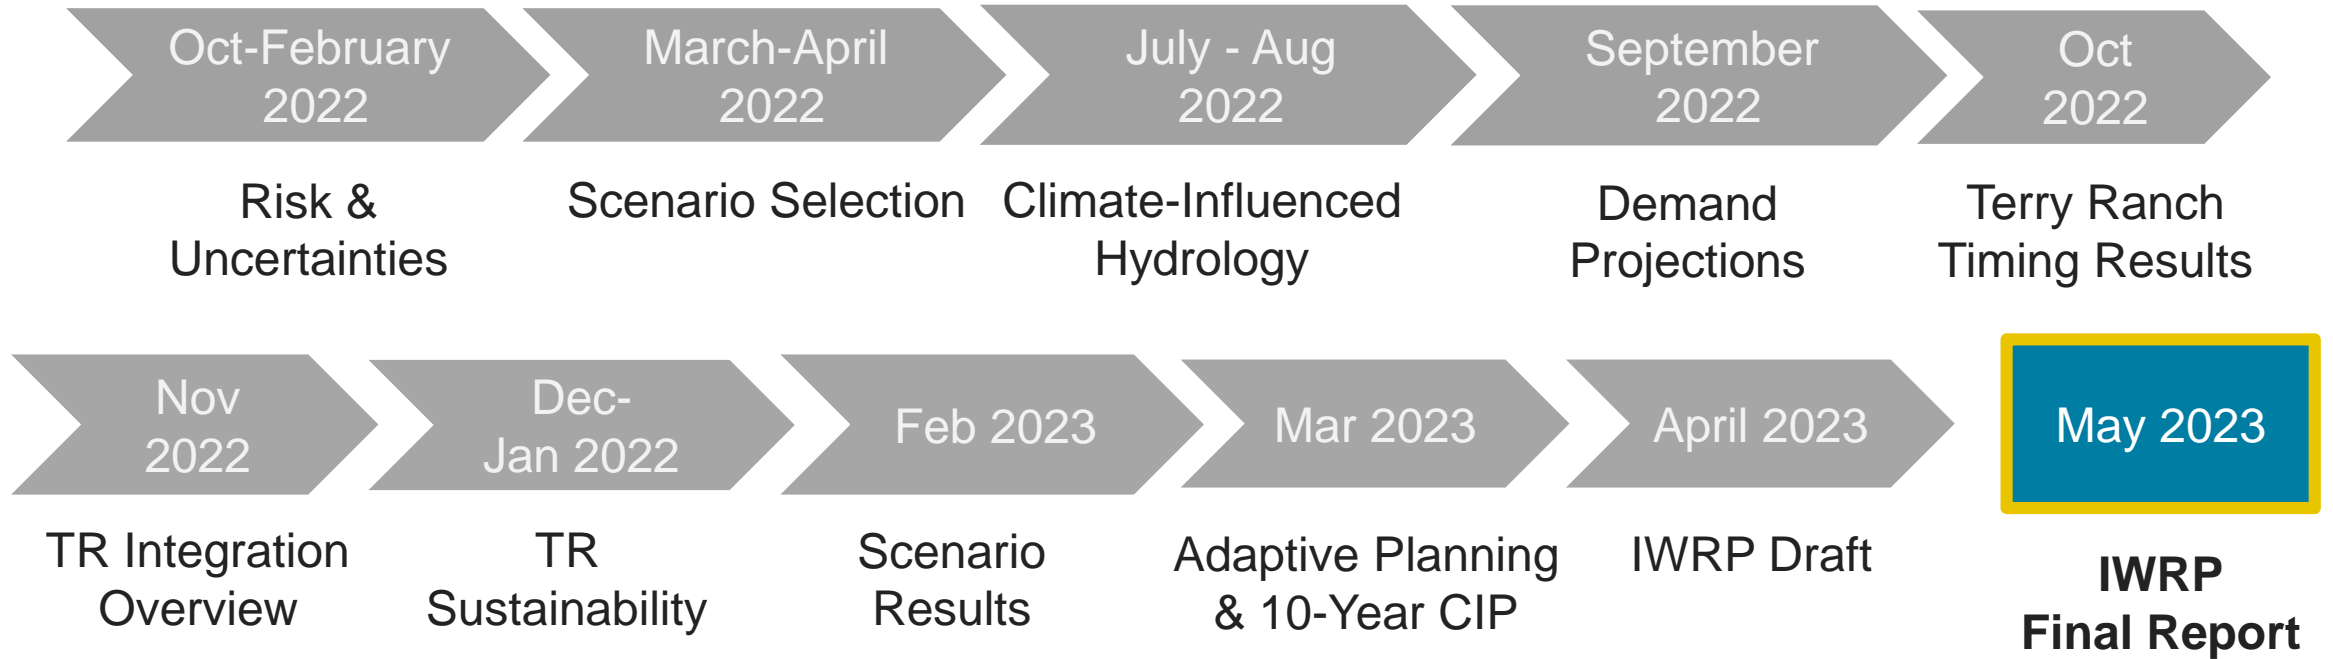 Oct-February
2022
March-April
2022
July - Aug
2022
September
2022
Oct
2022
Risk &
Uncertainties
Scenario Selection
Climate-Influenced
Hydrology
Demand
Projections
Terry Ranch
Timing Results
Nov
2022
Dec-
Jan 2022
Feb 2023
Mar 2023
April 2023
May 2023
TR Integration
Overview
TR
Sustainability
Scenario
Results
Adaptive Planning
& 10-Year CIP
IWRP Draft
IWRP
Final Report